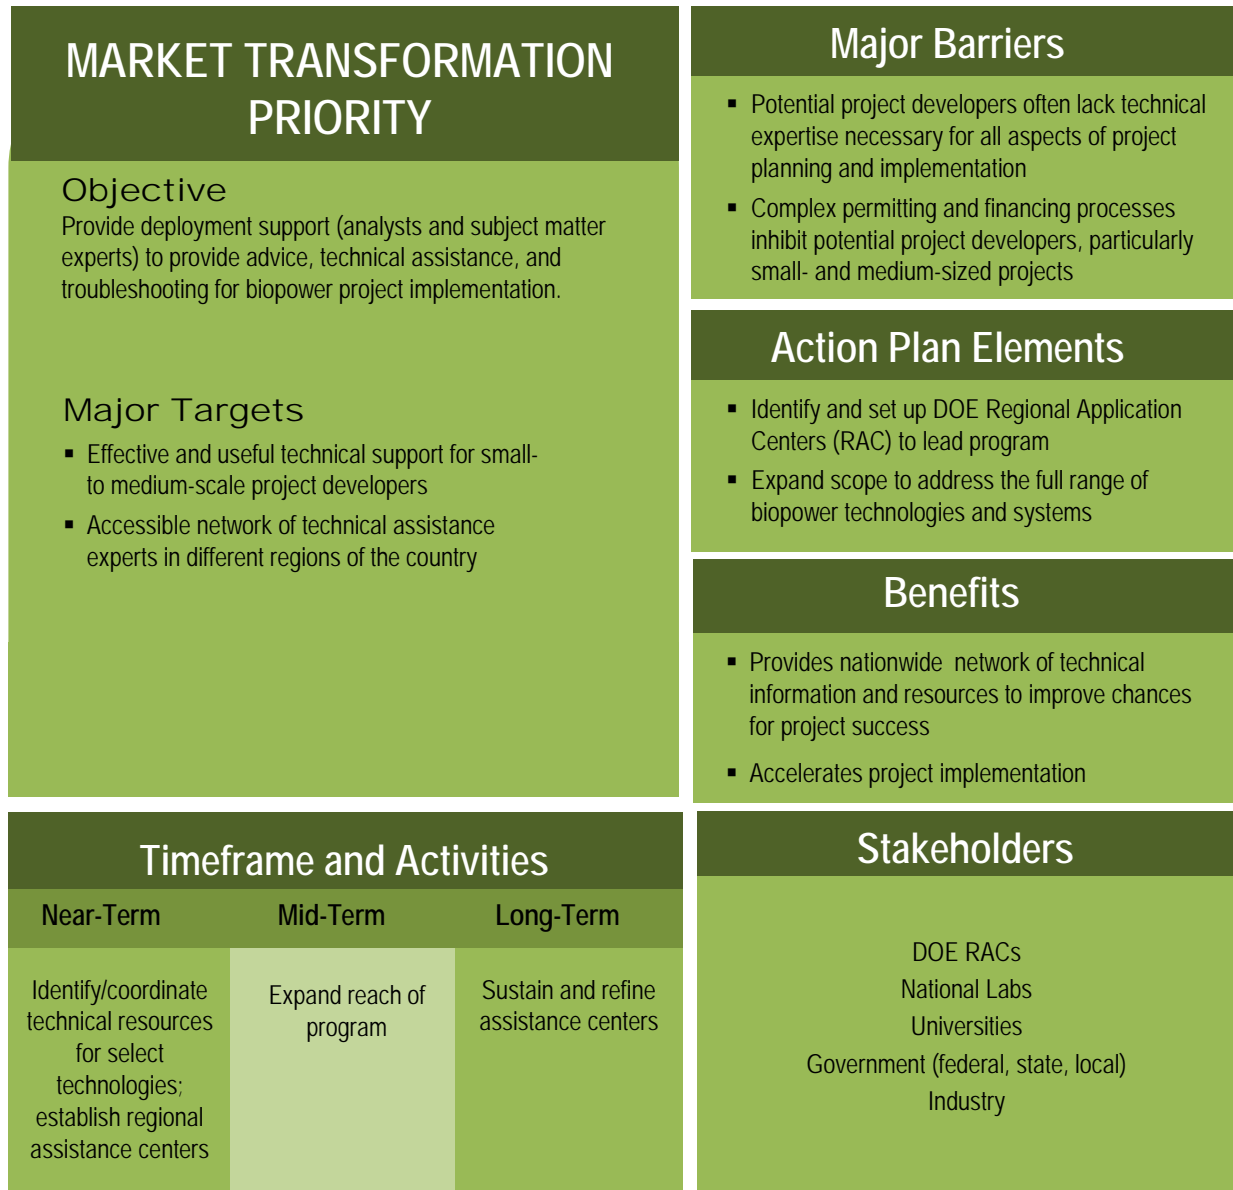 MARKET TRANSFORMATION
PRIORITY
Objective
Provide deployment support (analysts and subject matter
experts) to provide advice, technical assistance, and
troubleshooting for biopower project implementation.
Major Targets
▪ Effective and useful technical support for small-
to medium-scale project developers
▪ Accessible network of technical assistance
experts in different regions of the country
Major Barriers
▪ Potential project developers often lack technical
expertise necessary for all aspects of project
planning and implementation
▪ Complex permitting and financing processes
inhibit potential project developers, particularly
small- and medium-sized projects
Action Plan Elements
▪ Identify and set up DOE Regional Application
Centers (RAC) to lead program
▪ Expand scope to address the full range of
biopower technologies and systems
Benefits
▪ Provides nationwide network of technical
information and resources to improve chances
for project success
▪ Accelerates project implementation
Timeframe and Activities
Near-Term
Identify/coordinate
technical resources
for select
technologies;
establish regional
assistance centers
Mid-Term
Expand reach of
program
Long-Term
Sustain and refine
assistance centers
Stakeholders
DOE RACs
National Labs
Universities
Government (federal, state, local)
Industry